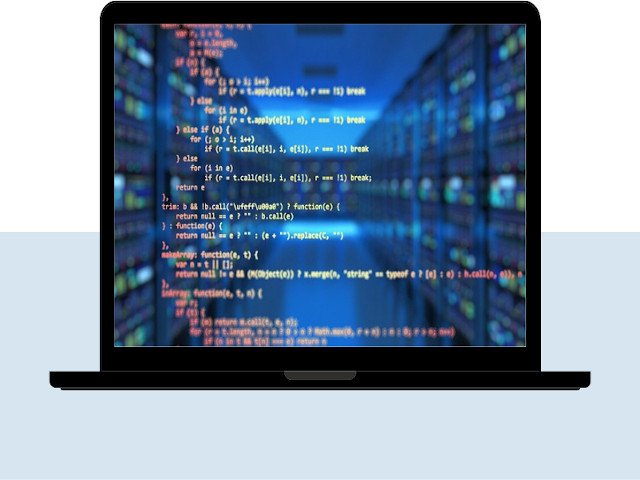 var r, i = 0,
n = e.length,
a = M(e);
if (n) {
if (a) {
for (; o > i; i++)
if (r = t.apply(e[i], n), r === !1) break
} else
for (i in e)
if (r = t.apply(e[i], n), r === !1) break
} else if (a) {
for (; o > i; i++)
if (r = t.call(e[i], i, e[i]), r === !1) break
} else
for (i in e)
if (r = t.call(e[i], i, e[i]), r === !1) break;
return e
},
trim: b && !b.call("\ufeff\u00a0") ? function(e) {
return null == e ? "" : b.call(e)
} : function(e) {
return null == e ? "" : (e + "").replace(C, "")
},
makeArray: function(e, t) {
var n = t || [];
return null != e && (M(Object(e)) ? x.merge(n, "string" == typeof e ? [e] : e) : h.call(n, e)), n
},
inArray: function(e, t, n) {
var r;
if (t) {
if (m) return m.call(t, e, n);
for (r = t.length, n = n ? 0 > n ? Math.max(0, r + n) : n : 0; r > n; n++)
if (n in t && t[n] === e) return n